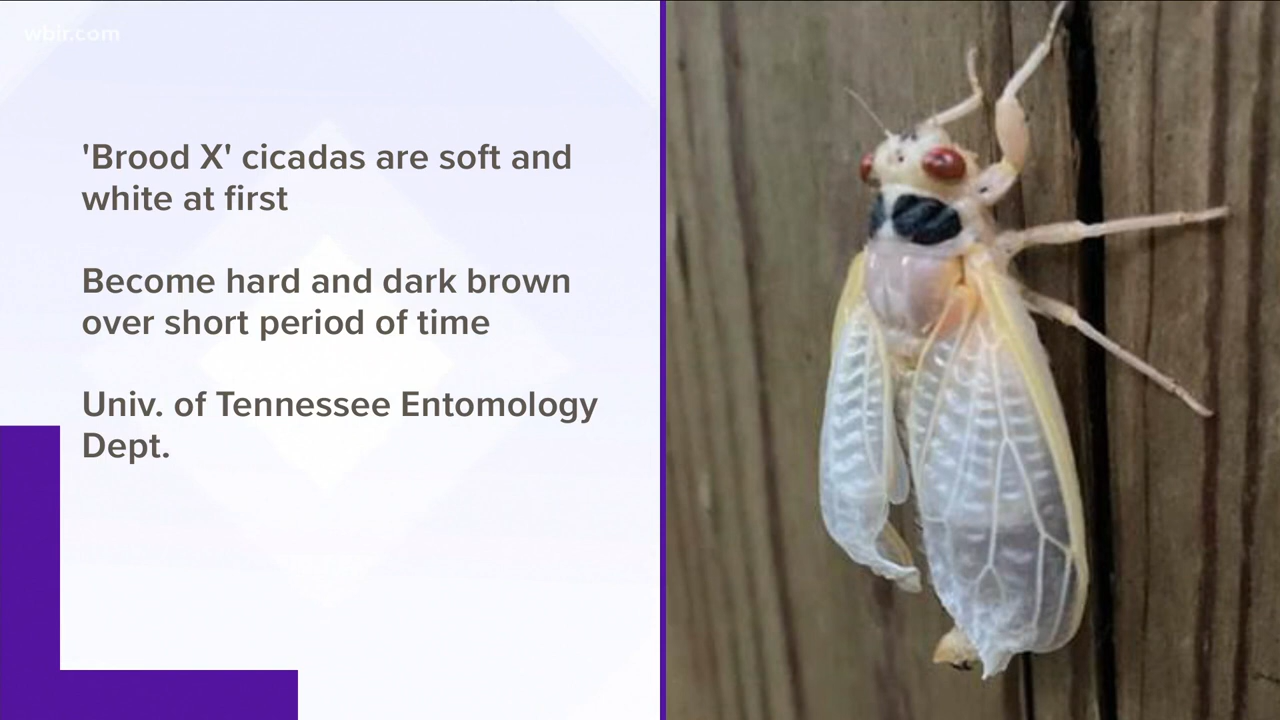 wbir.com
'Brood X' cicadas are soft and
white at first
Become hard and dark brown
over short period of time
Univ. of Tennessee Entomology
Dept.